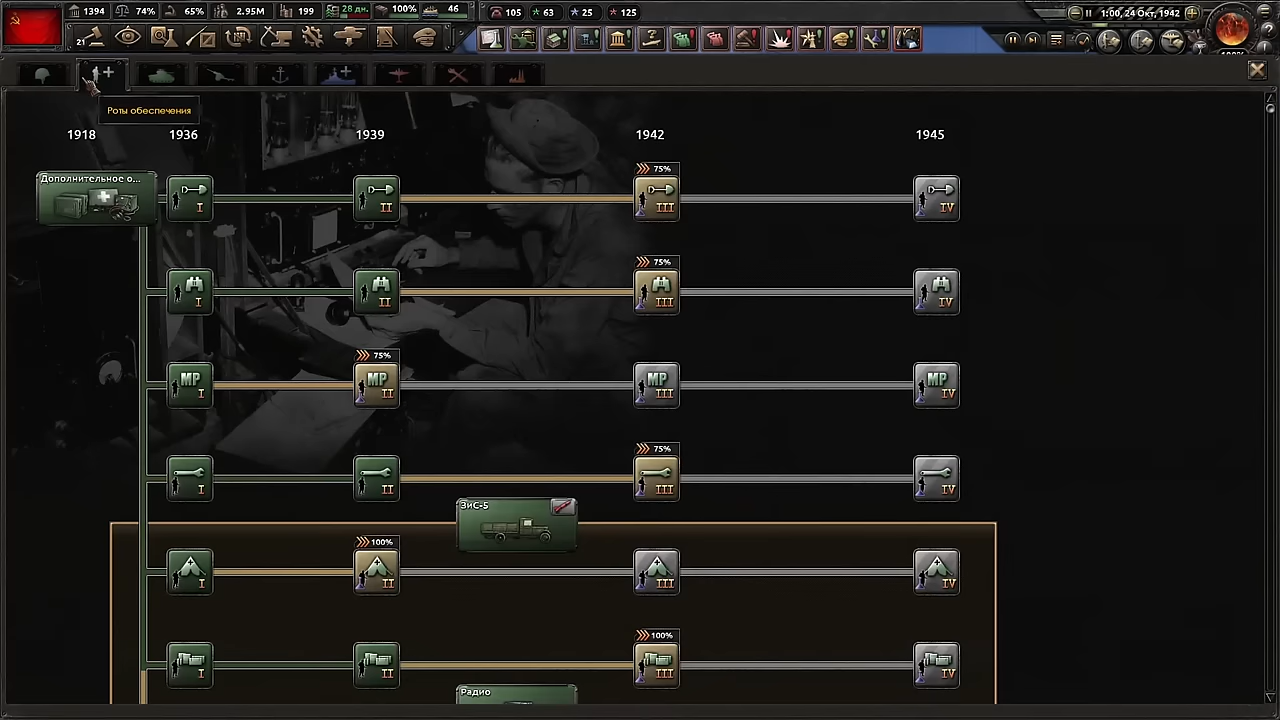 1394 74% 65% 2.95M 199 28 дн. 100% 46 105 63 25 125 1:00, 24 Окт, 1942
21
Роты обеспечения
1918 1936 1939 1942 1945
75%
Дополнительное о...
I II III IV
75%
I II III IV
75%
MP I MP II MP III MP IV
75%
I II III IV
ЗиС-5
100%
I II III IV
100%
I II III IV
Радио